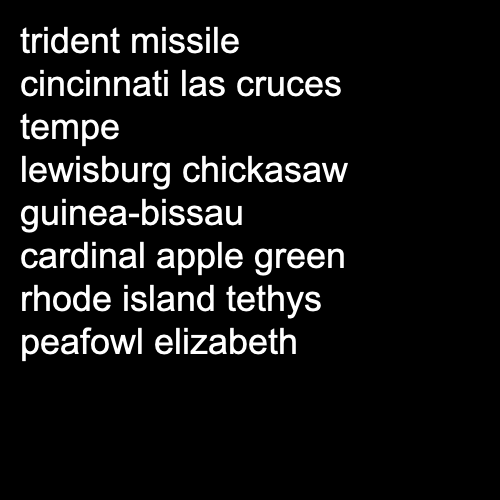 trident missile
cincinnati las cruces
tempe
lewisburg chickasaw
guinea-bissau
cardinal apple green
rhode island tethys
peafowl elizabeth